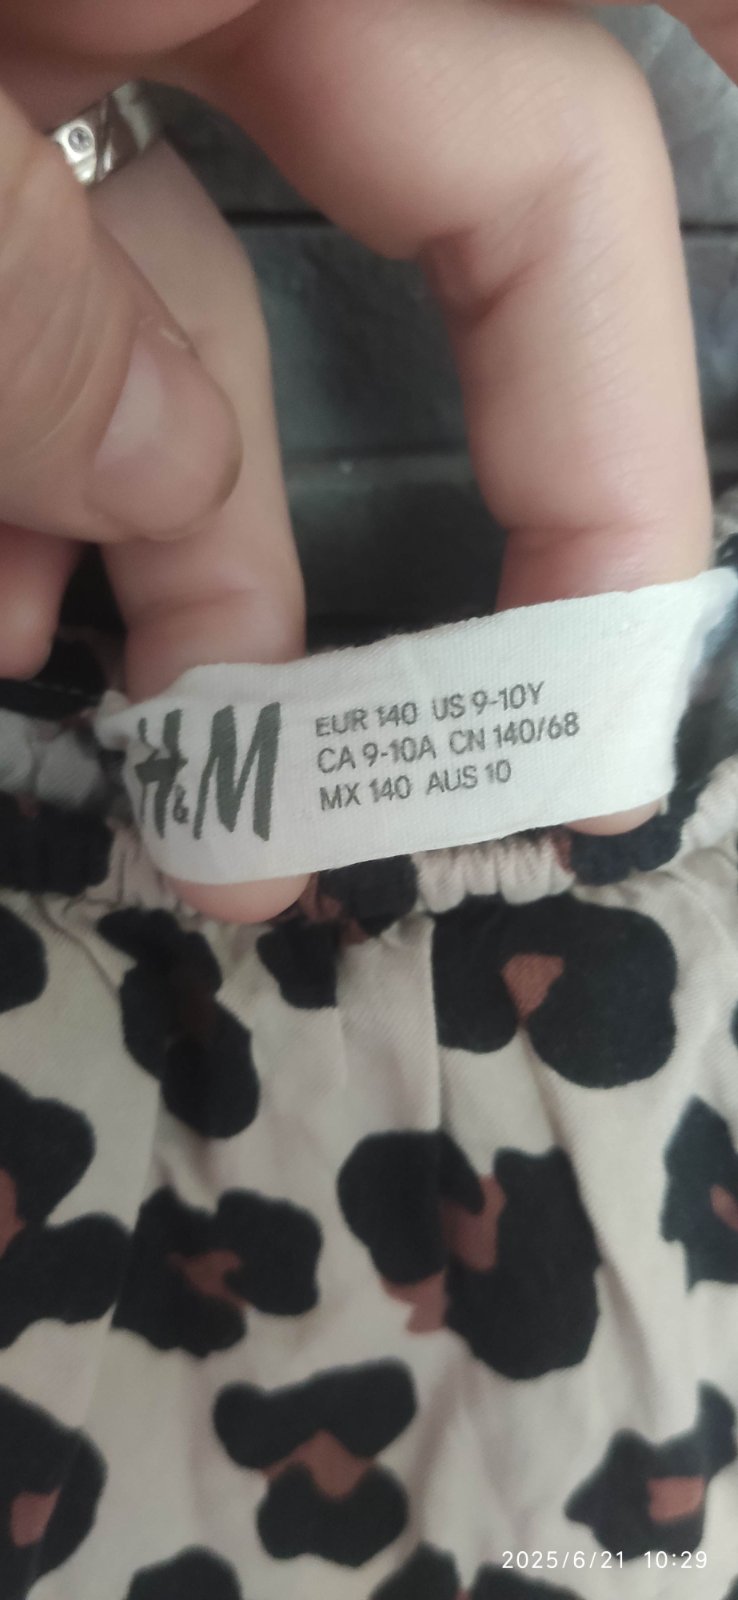 H&M
EUR 140 US 9-10Y
CA 9-10A CN 140/68
MX 140 AUS 10
2025/6/21 10:29